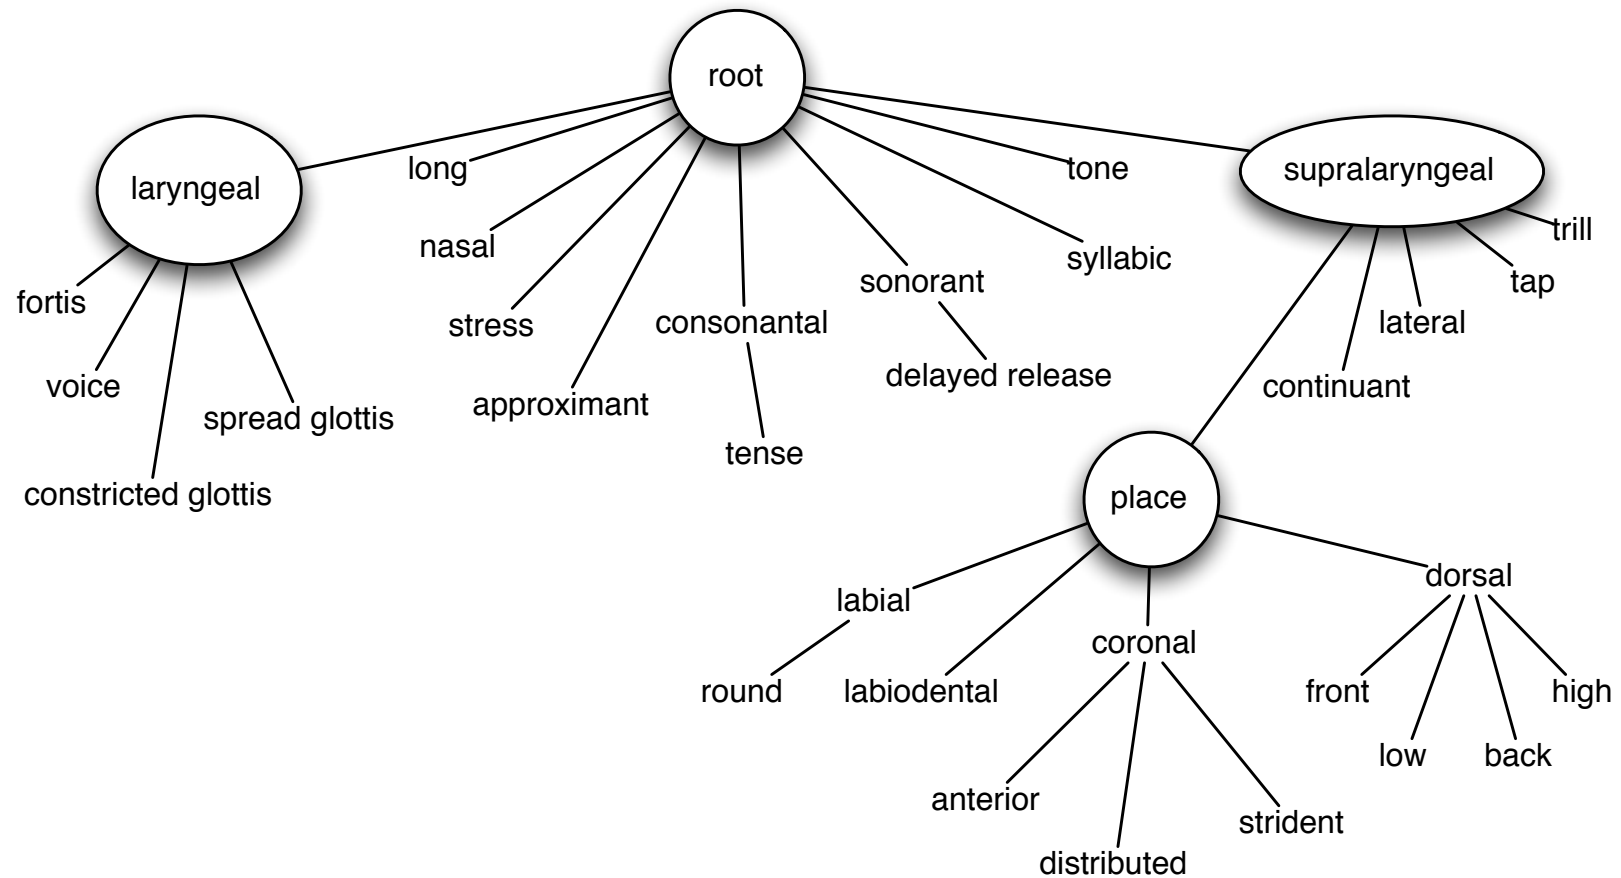 root
laryngeal
long
tone
supralaryngeal
trill
nasal
syllabic
fortis
stress
consonantal
sonorant
tap
lateral
voice
spread glottis
approximant
delayed release
continuant
tense
constricted glottis
place
labial
dorsal
coronal
round
labiodental
front
high
low
back
anterior
strident
distributed